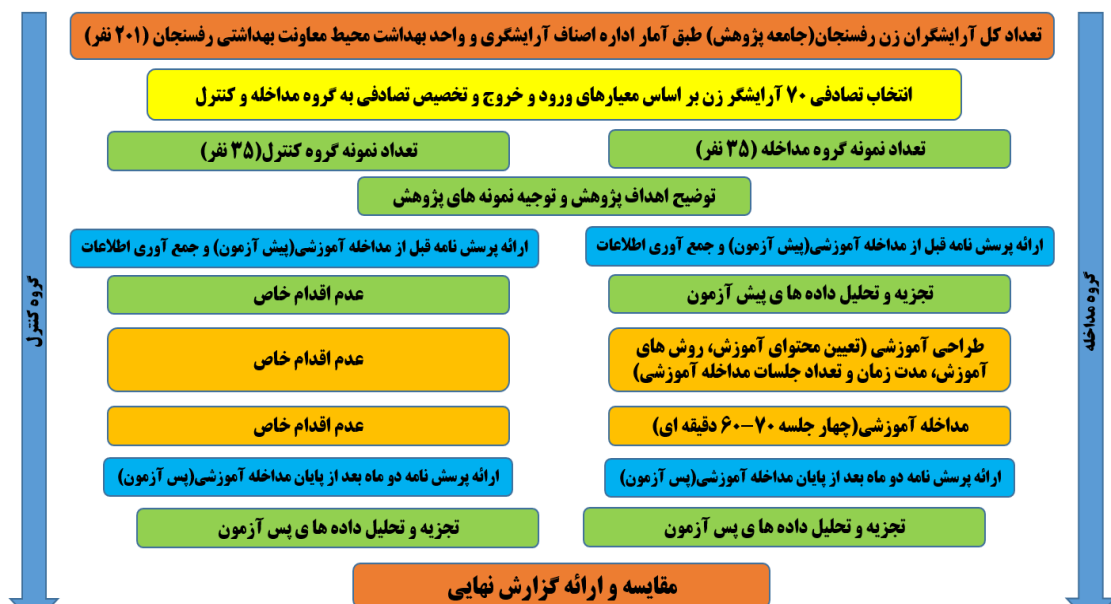 تعداد کل آرایشگران زن رفسنجان(جامعه پژوهش) طبق آمار اداره اصناف آرایشگری و واحد بهداشت محیط معاونت بهداشتی رفسنجان (۲۰۱ نفر)
انتخاب تصادفی ۷۰ آرایشگر زن بر اساس معیارهای ورود و خروج و تخصیص تصادفی به گروه مداخله و کنترل
تعداد نمونه گروه مداخله (۳۵ نفر)
تعداد نمونه گروه کنترل(۳۵ نفر)
توضیح اهداف پژوهش و توجیه نمونه های پژوهش
ارائه پرسش نامه قبل از مداخله آموزشی(پیش آزمون) و جمع آوری اطلاعات
ارائه پرسش نامه قبل از مداخله آموزشی(پیش آزمون) و جمع آوری اطلاعات
تجزیه و تحلیل داده ها ی پیش آزمون
عدم اقدام خاص
طراحی آموزشی (تعیین محتوای آموزش، روش های
آموزش، مدت زمان و تعداد جلسات مداخله آموزشی)
عدم اقدام خاص
مداخله آموزشی(چهار جلسه ۷۰–۶۰ دقیقه ای)
عدم اقدام خاص
ارائه پرسش نامه دو ماه بعد از پایان مداخله آموزشی(پس آزمون)
ارائه پرسش نامه دو ماه بعد از پایان مداخله آموزشی(پس آزمون)
تجزیه و تحلیل داده ها ی پس آزمون
تجزیه و تحلیل داده ها ی پس آزمون
مقایسه و ارائه گزارش نهایی
گروه مداخله
گروه کنترل